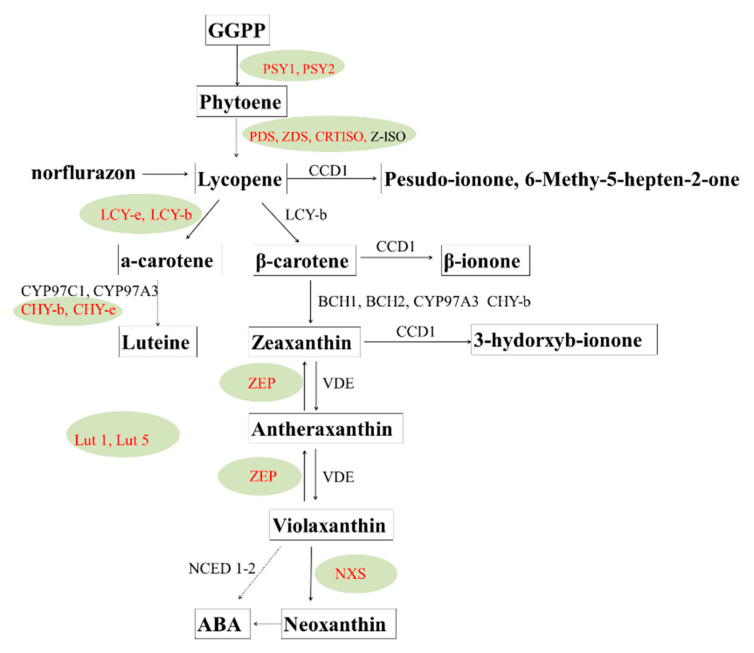 GGPP
PSY1, PSY2
Phytoene
PDS, ZDS, CRTISO, Z-ISO
norflurazon
Lycopene
CCD1
Pesudo-ionone, 6-Methy-5-hepten-2-one
LCY-e, LCY-b
LCY-b
a-carotene
β-carotene
CCD1
β-ionone
CYP97C1, CYP97A3
CHY-b, CHY-e
BCH1, BCH2, CYP97A3 CHY-b
Luteine
Zeaxanthin
CCD1
3-hydorxyb-ionone
ZEP
VDE
Lut 1, Lut 5
Antheraxanthin
ZEP
VDE
Violaxanthin
NCED 1-2
NXS
ABA
Neoxanthin